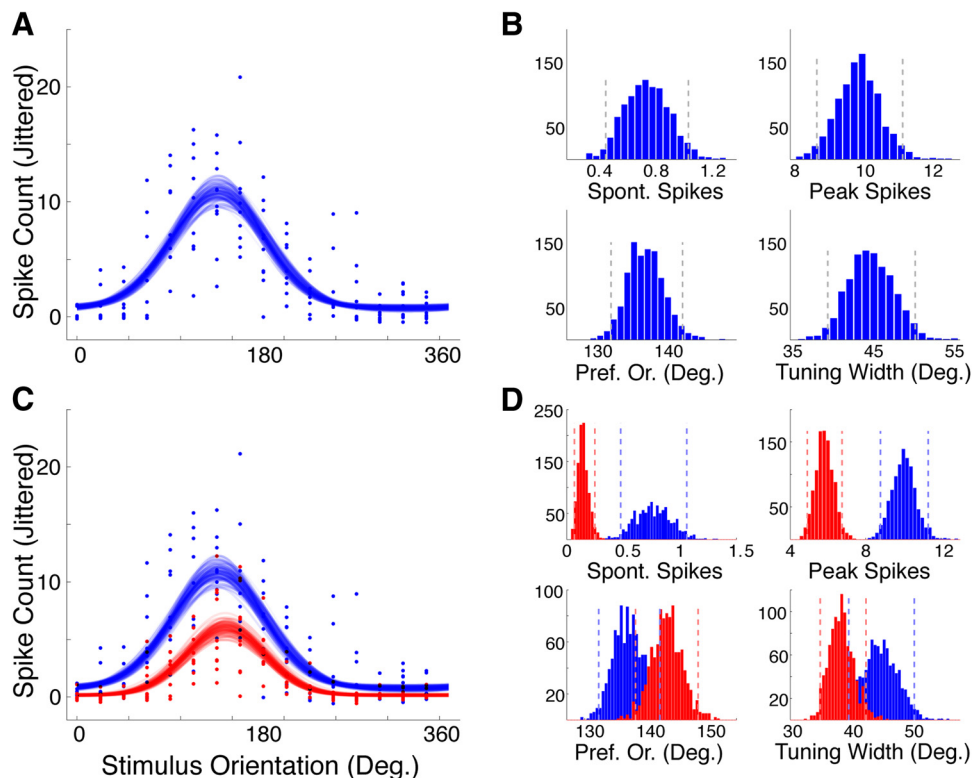 A
Spike Count (Jittered)
20
10
0
0 180 360
B
150
50
0.4 0.8 1.2
Spont. Spikes
150
50
8 10 12
Peak Spikes
150
50
130 140
Pref. Or. (Deg.)
150
50
35 45 55
Tuning Width (Deg.)
C
Spike Count (Jittered)
20
10
0
0 180 360
Stimulus Orientation (Deg.)
D
250
150
50
0 0.5 1 1.5
Spont. Spikes
150
50
4 8 12
Peak Spikes
100
60
20
130 150
Pref. Or. (Deg.)
100
60
20
30 40 50
Tuning Width (Deg.)